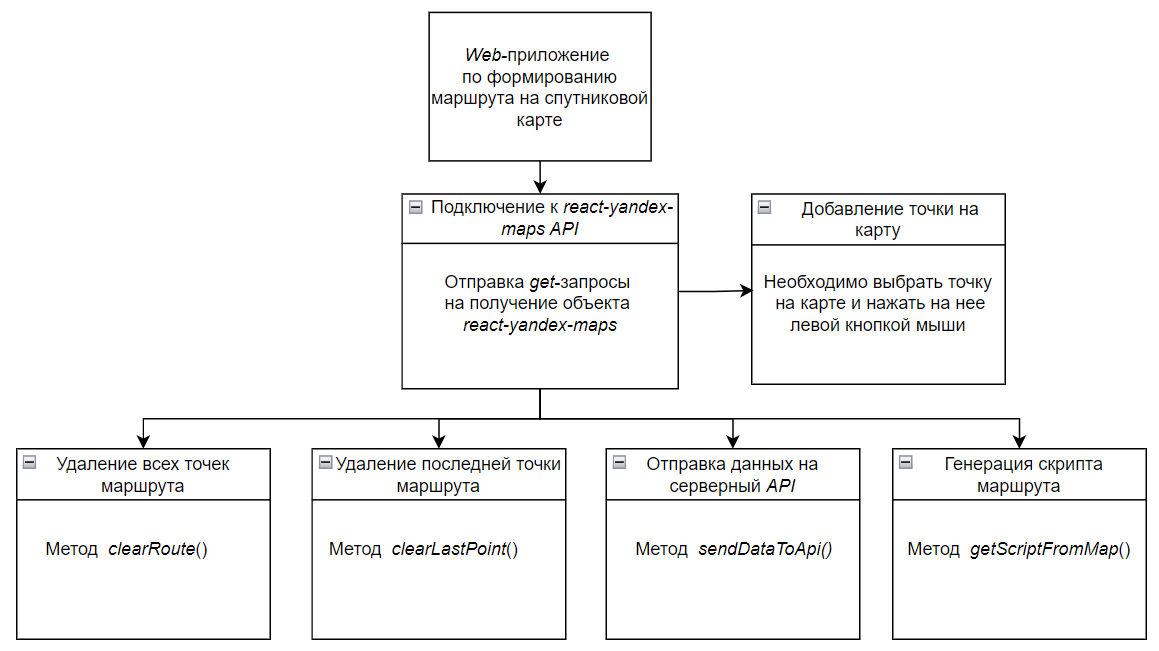 Web-приложение
по формированию
маршрута на спутниковой
карте
Подключение к react-yandex-
maps API
Отправка get-запросы
на получение объекта
react-yandex-maps
Добавление точки на
карту
Необходимо выбрать точку
на карте и нажать на нее
левой кнопкой мыши
Удаление всех точек
маршрута
Метод clearRoute()
Удаление последней точки
маршрута
Метод clearLastPoint()
Отправка данных на
серверный API
Метод sendDataToApi()
Генерация скрипта
маршрута
Метод getScriptFromMap()